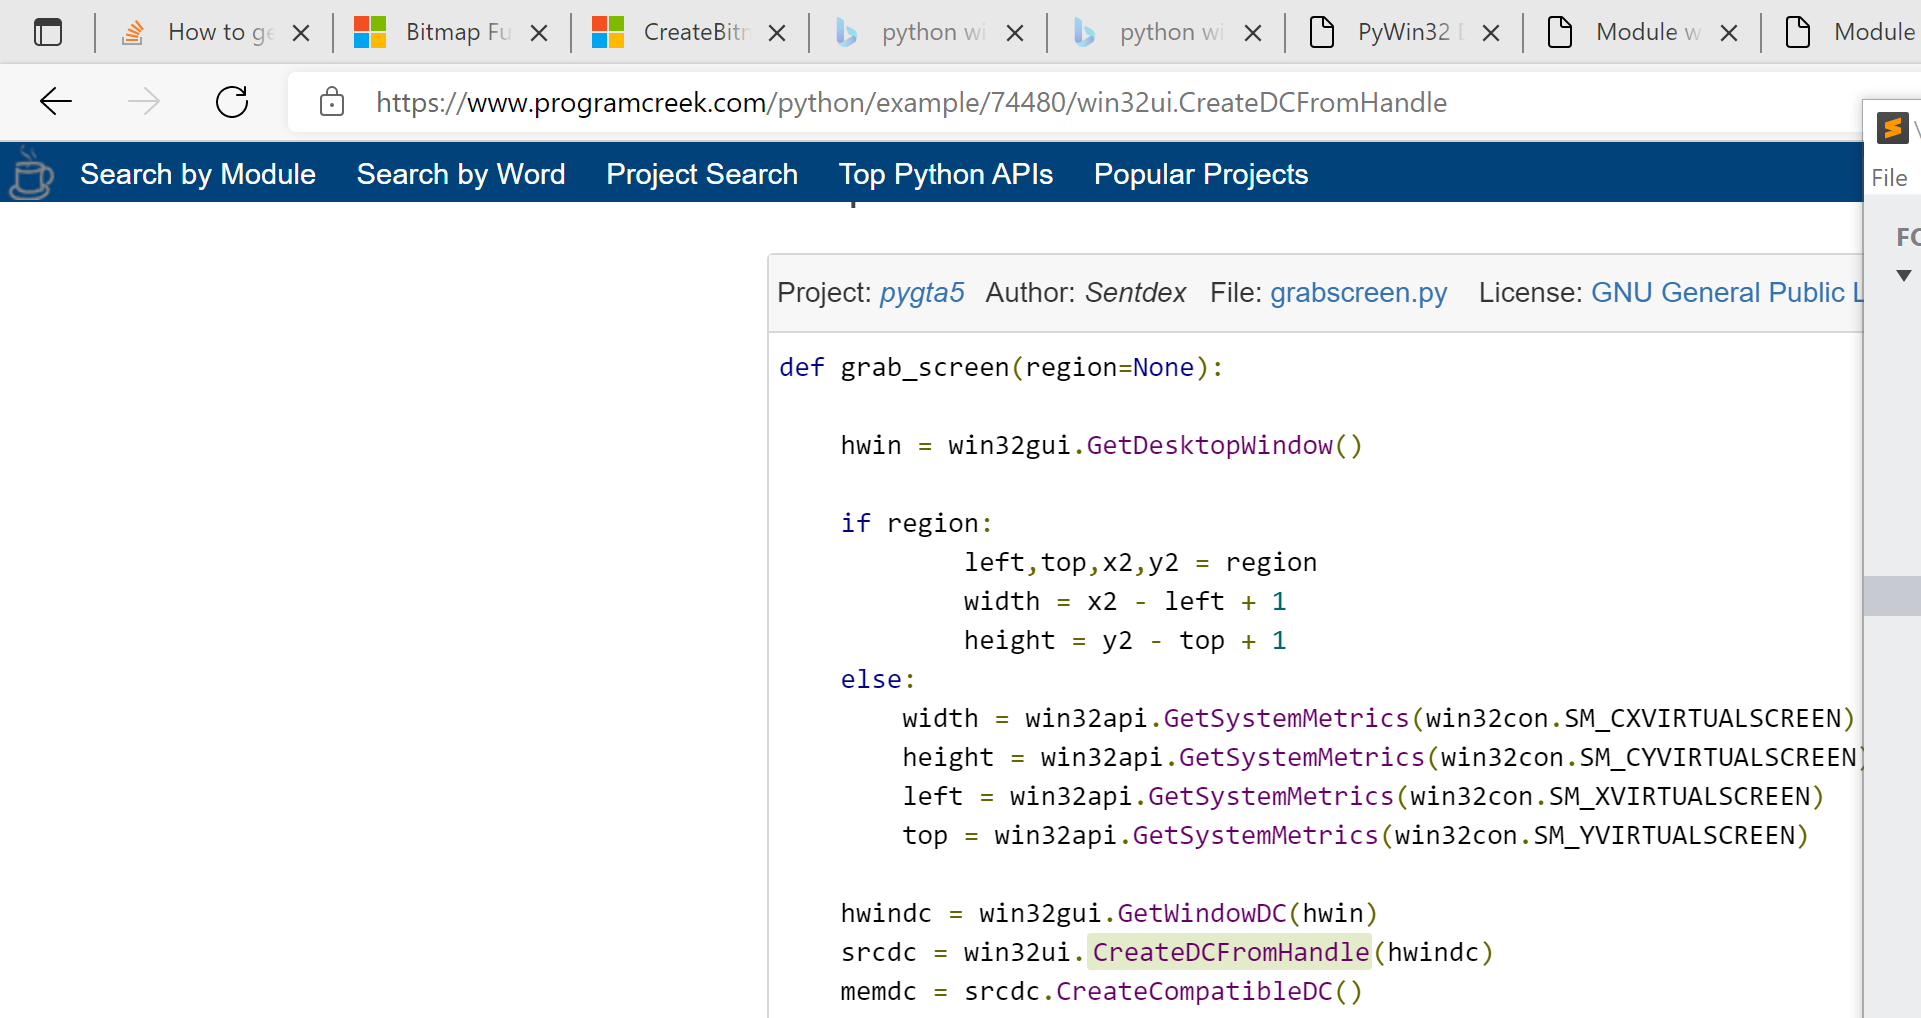 How to ge
Bitmap Fu
CreateBitm
python wi
python wi
PyWin32
Module w
Module
https://www.programcreek.com/python/example/74480/win32ui.CreateDCFromHandle
Search by Module Search by Word Project Search Top Python APIs Popular Projects
File
FO
Project: pygta5 Author: Sentdex File: grabscreen.py License: GNU General Public L
def grab_screen(region=None):
hwin = win32gui.GetDesktopWindow()
if region:
left,top,x2,y2 = region
width = x2 - left + 1
height = y2 - top + 1
else:
width = win32api.GetSystemMetrics(win32con.SM_CXVIRTUALSCREEN)
height = win32api.GetSystemMetrics(win32con.SM_CYVIRTUALSCREEN)
left = win32api.GetSystemMetrics(win32con.SM_XVIRTUALSCREEN)
top = win32api.GetSystemMetrics(win32con.SM_YVIRTUALSCREEN)
hwindc = win32gui.GetWindowDC(hwin)
srcdc = win32ui.CreateDCFromHandle(hwindc)
memdc = srcdc.CreateCompatibleDC()